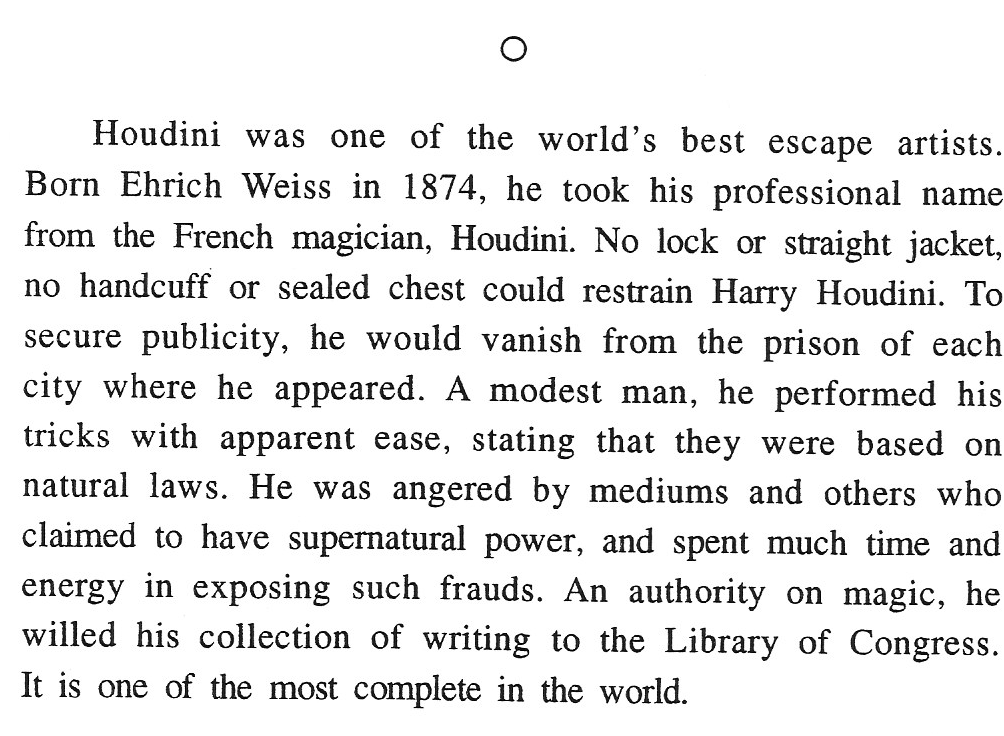 O
Houdini was one of the world's best escape artists.
Born Ehrich Weiss in 1874, he took his professional name
from the French magician, Houdini. No lock or straight jacket,
no handcuff or sealed chest could restrain Harry Houdini. To
secure publicity, he would vanish from the prison of each
city where he appeared. A modest man, he performed his
tricks with apparent ease, stating that they were based on
natural laws. He was angered by mediums and others who
claimed to have supernatural power, and spent much time and
energy in exposing such frauds. An authority on magic, he
willed his collection of writing to the Library of Congress.
It is one of the most complete in the world.